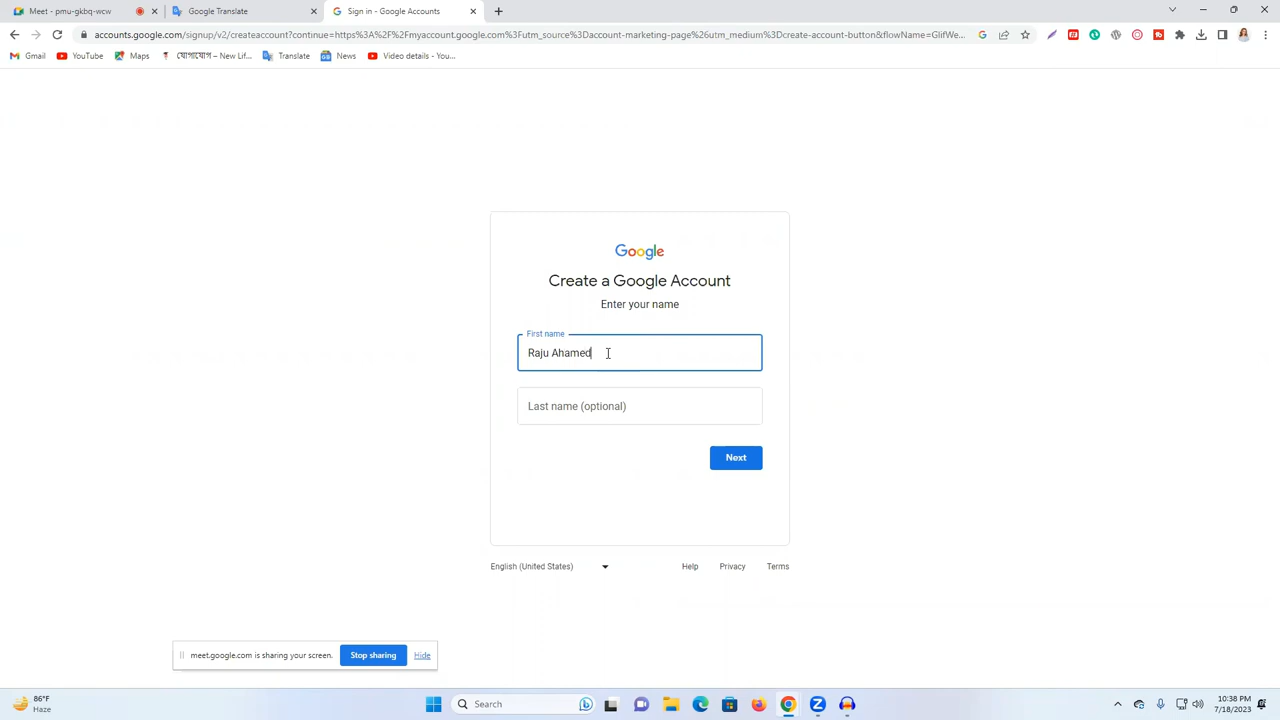 Meet - pmu-gkbq-wcw
Google Translate
Sign in - Google Accounts
accounts.google.com/signup/v2/createaccount?continue=https%3A%2F%2Fmyaccount.google.com%3Futm_source%3Daccount-marketing-page%26utm_medium%3Dcreate-account-button&flowName=GlifWe...
Gmail
YouTube
Maps
যোগাযোগ – New Lif...
Translate
News
Video details - You...
Google
Create a Google Account
Enter your name
First name
Raju Ahamed
Last name (optional)
Next
English (United States)
Help
Privacy
Terms
meet.google.com is sharing your screen.
Stop sharing
Hide
86°F
Haze
Search
10:38 PM
7/18/2023